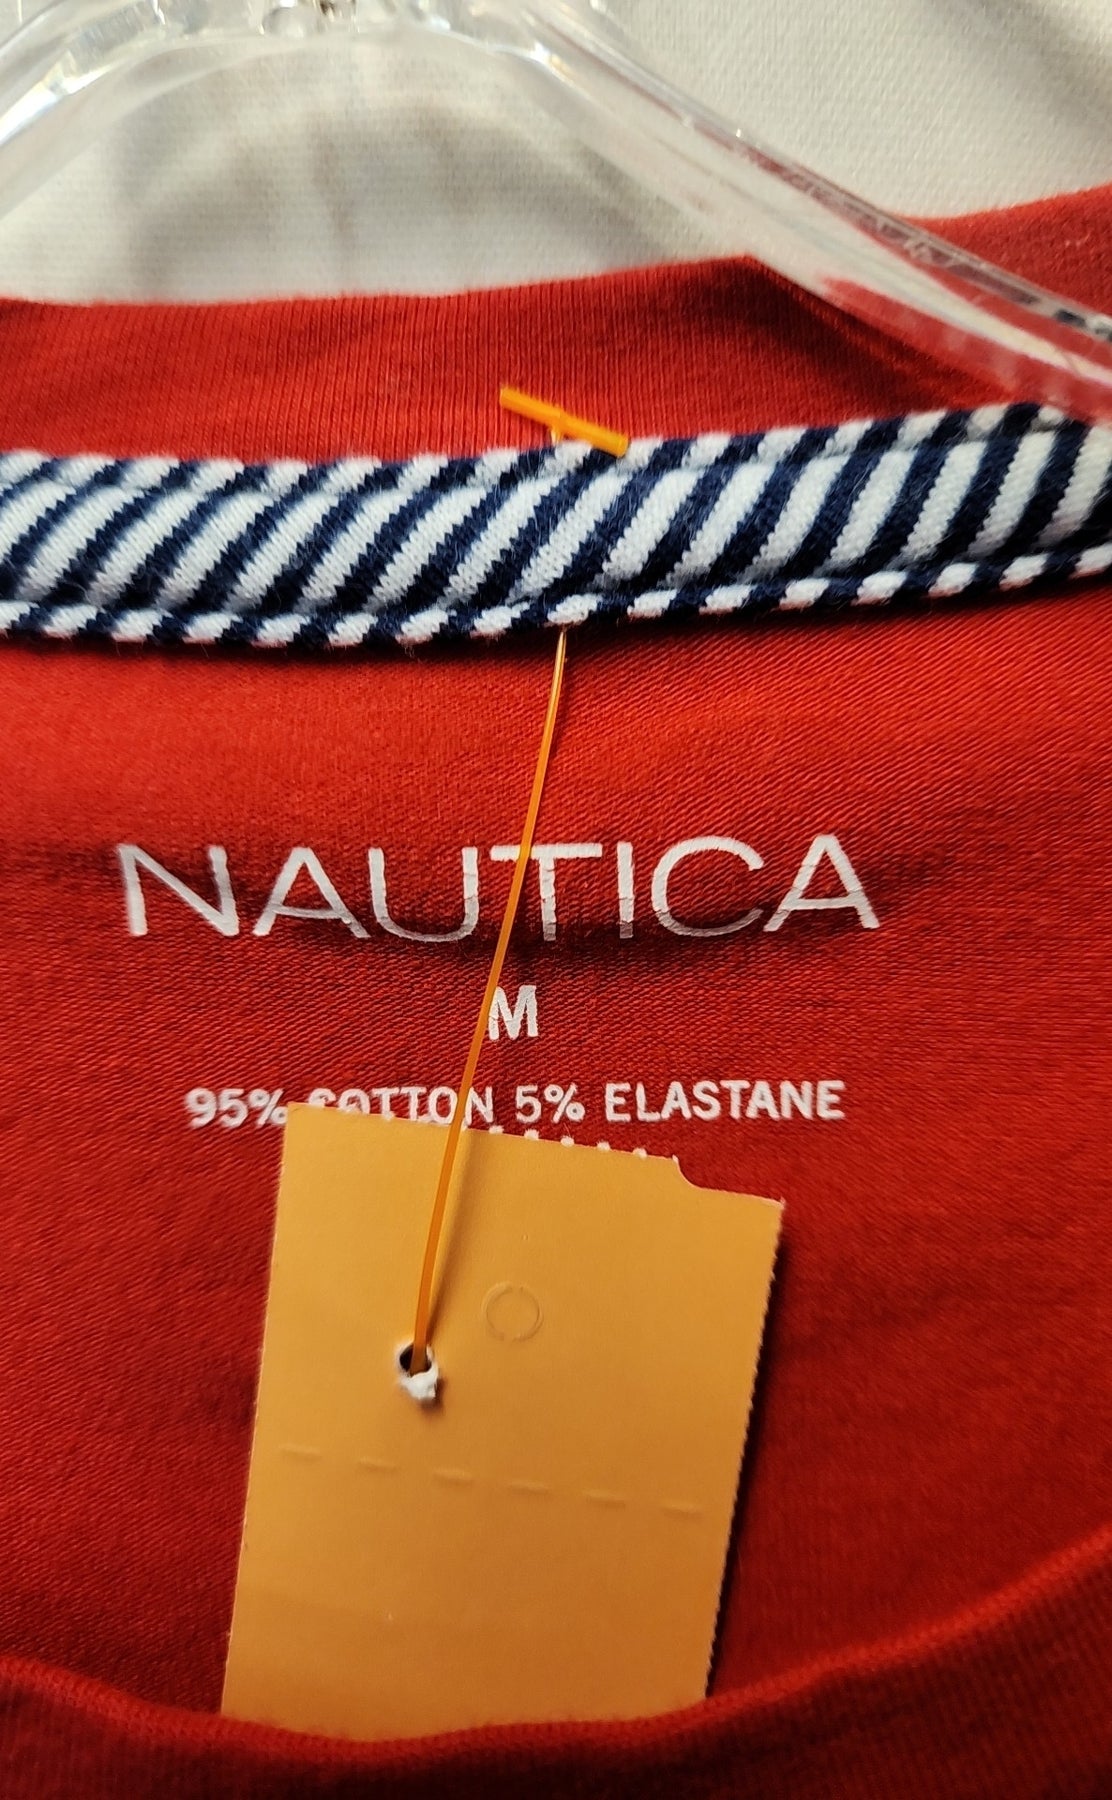 NAUTICA
M
95% COTTON 5% ELASTANE